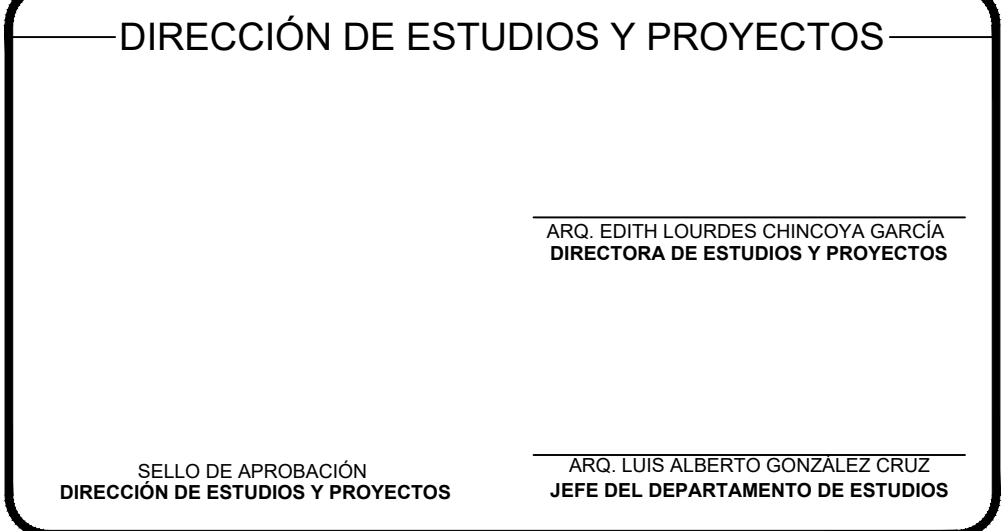 DIRECCIÓN DE ESTUDIOS Y PROYECTOS
ARQ. EDITH LOURDES CHINCOYA GARCÍA
DIRECTORA DE ESTUDIOS Y PROYECTOS
SELLO DE APROBACIÓN
DIRECCIÓN DE ESTUDIOS Y PROYECTOS
ARQ. LUIS ALBERTO GONZÁLEZ CRUZ
JEFE DEL DEPARTAMENTO DE ESTUDIOS